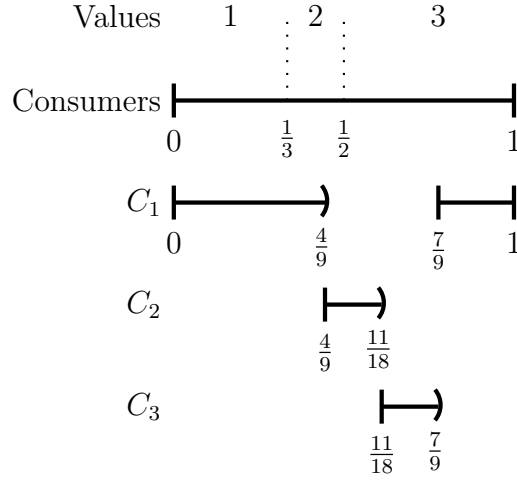 Values 1 2 3
Consumers
0 1/3 1/2 1
C₁
0 4/9 7/9 1
C₂
4/9 11/18
C₃
11/18 7/9